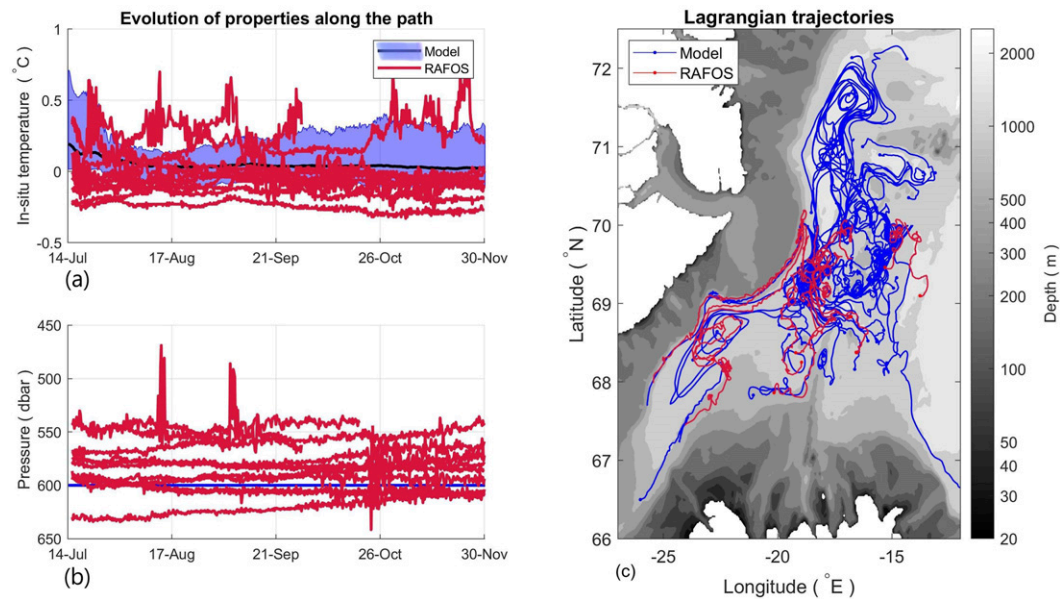 Evolution of properties along the path
Model
RAFOS
In-situ temperature ( °C )
1
0.5
0
-0.5
14-Jul
17-Aug
21-Sep
26-Oct
30-Nov
(a)
Pressure ( dbar )
450
500
550
600
650
14-Jul
17-Aug
21-Sep
26-Oct
30-Nov
(b)
Lagrangian trajectories
Model
RAFOS
Latitude ( °N )
72
71
70
69
68
67
66
-25
-20
-15
Longitude ( °E )
(c)
2000
1000
500
400
300
200
100
50
40
30
20
Depth ( m )